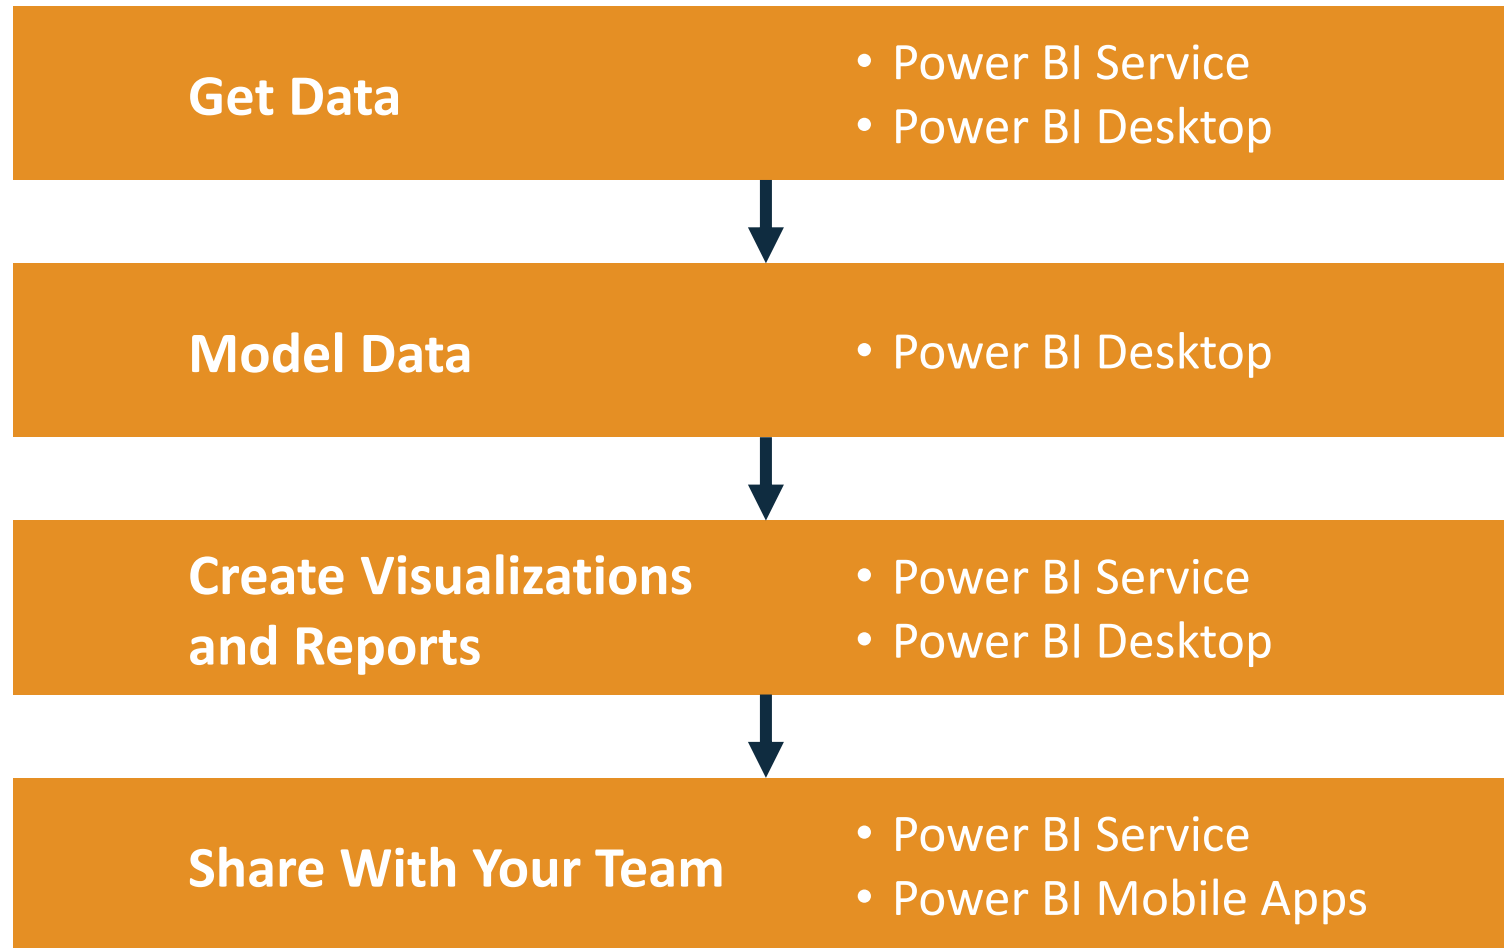 Get Data
• Power BI Service
• Power BI Desktop
Model Data
• Power BI Desktop
Create Visualizations
and Reports
• Power BI Service
• Power BI Desktop
Share With Your Team
• Power BI Service
• Power BI Mobile Apps